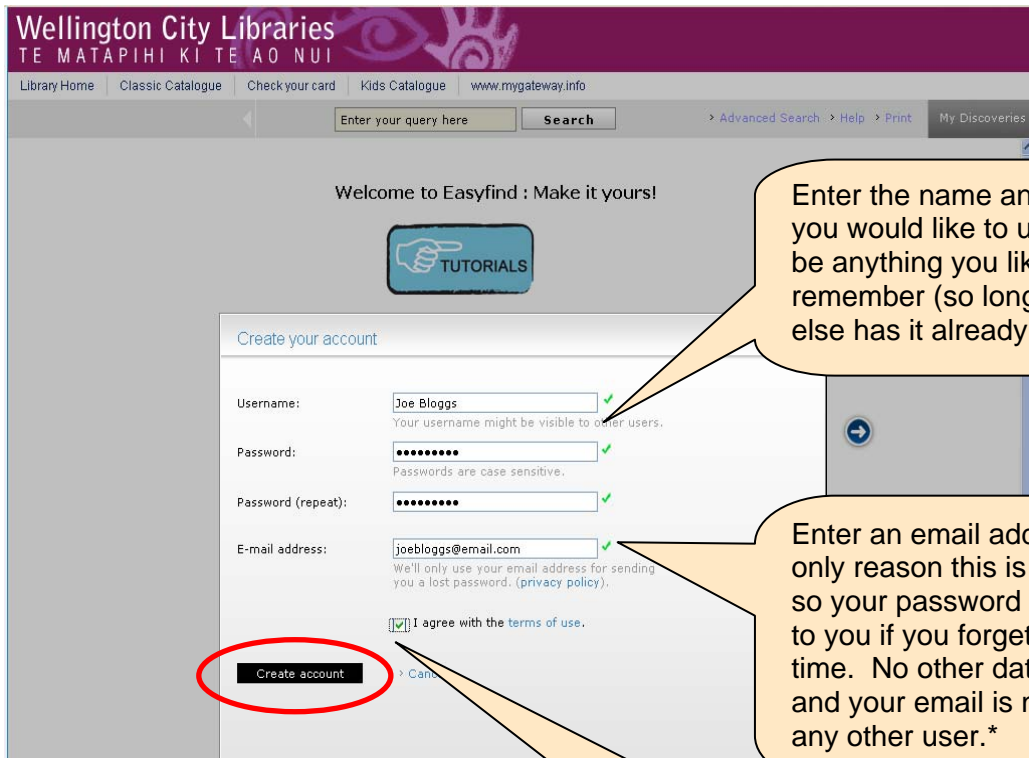 Wellington City Libraries
TE MATAPIHI KI TE AO NUI
Library Home Classic Catalogue Check your card Kids Catalogue www.mygateway.info
Enter your query here Search > Advanced Search > Help > Print My Discoveries
Welcome to Easyfind : Make it yours!
TUTORIALS
Enter the name
you would like to
be anything you
remember (so
else has it already
Create your account
Username: Joe Bloggs
Your username might be visible to other users.
Password: •••••••••
Passwords are case sensitive.
Password (repeat): •••••••••
E-mail address: joebloggs@email.com
We'll only use your email address for sending
you a lost password. (privacy policy).
I agree with the terms of use.
Create account >
Enter an email
only reason this is
so your password
to you if you forget
time. No other
and your email is
any other user.*